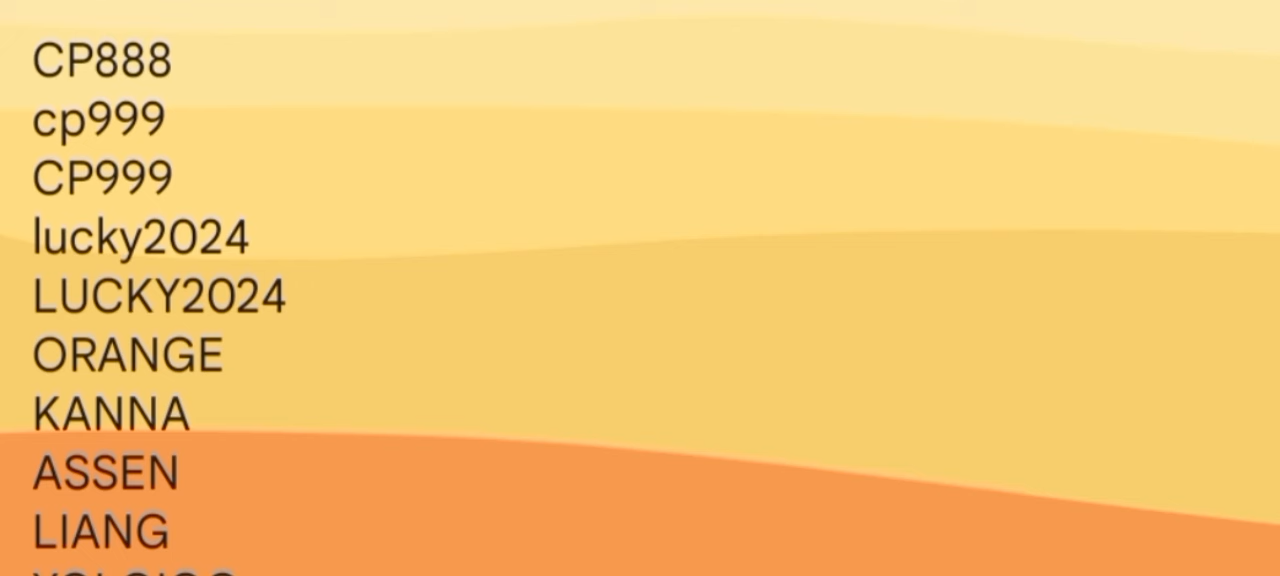 CP888
cp999
CP999
lucky2024
LUCKY2024
ORANGE
KANNA
ASSEN
LIANG